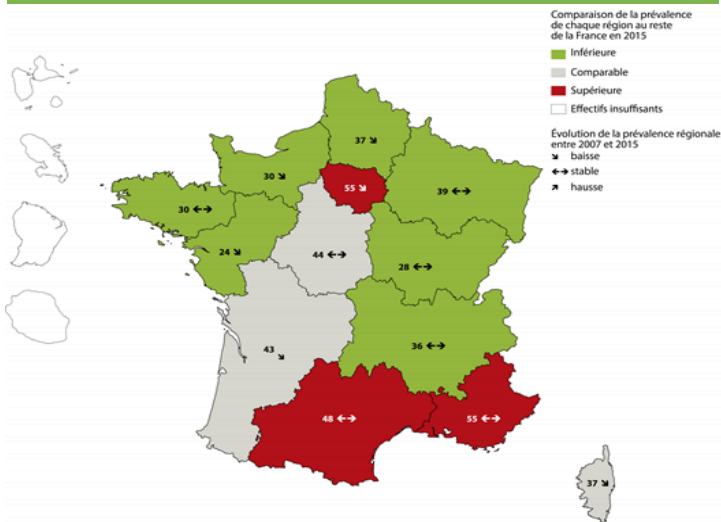 Comparaison de la prévalence
de chaque région au reste
de la France en 2015
Inférieure
Comparable
Supérieure
Effectifs insuffisants
Évolution de la prévalence régionale
entre 2007 et 2015
↘ baisse
↔ stable
↗ hausse
37 ↘
30 ↘
55 ↘
39 ↔
30 ↔
24 ↘
44 ↔
28 ↔
43 ↘
36 ↔
48 ↔
55 ↔
37 ↘